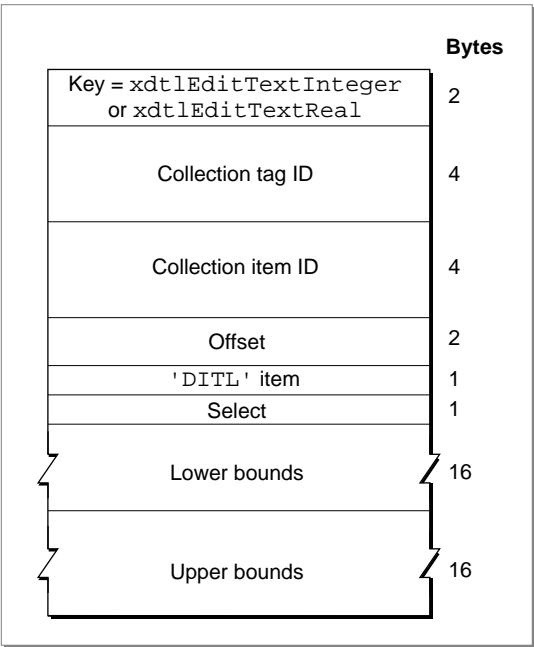 Bytes
Key = xdtlEditTextInteger
or xdtlEditTextReal
2
Collection tag ID
4
Collection item ID
4
Offset
2
'DITL' item
1
Select
1
Lower bounds
16
Upper bounds
16